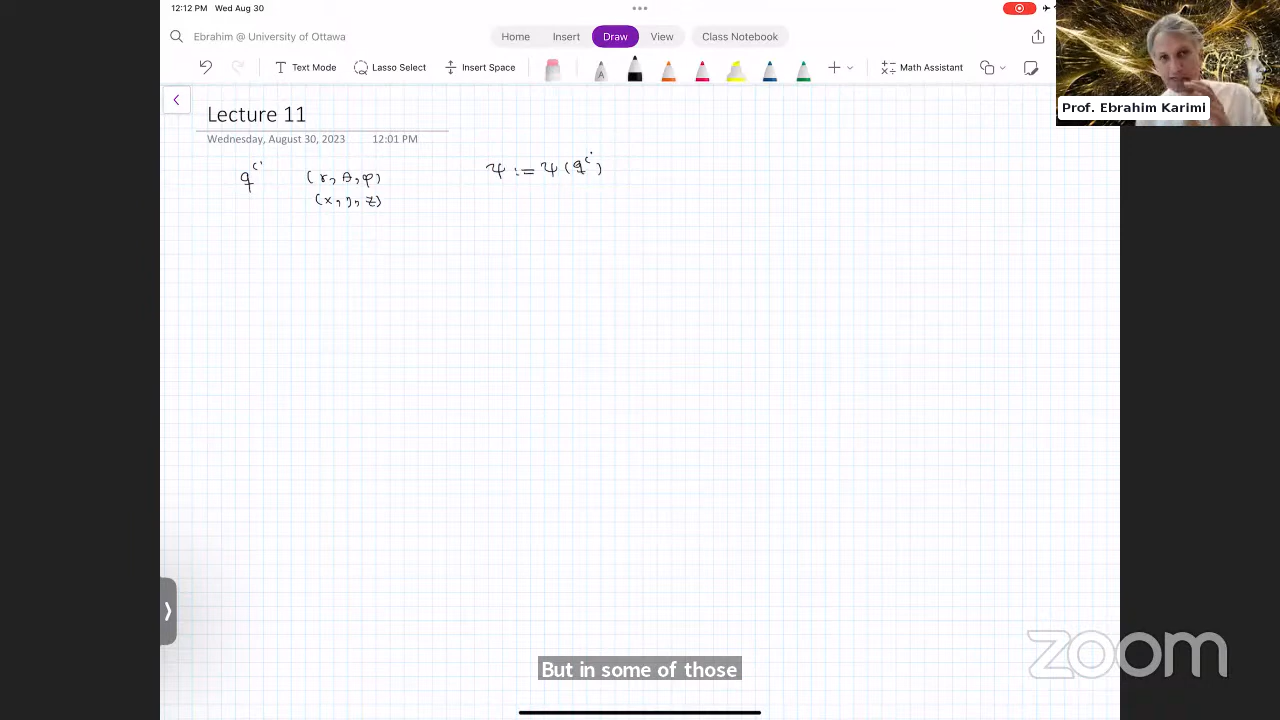 12:12 PM Wed Aug 30
Ebrahim @ University of Ottawa
Home Insert Draw View Class Notebook
Text Mode Lasso Select Insert Space A Math Assistant
Prof. Ebrahim Karimi
Lecture 11
Wednesday, August 30, 2023 12:01 PM
qⁱ (r, θ, φ) ψ := ψ(qⁱ)
(x, y, z)
But in some of those
zoom